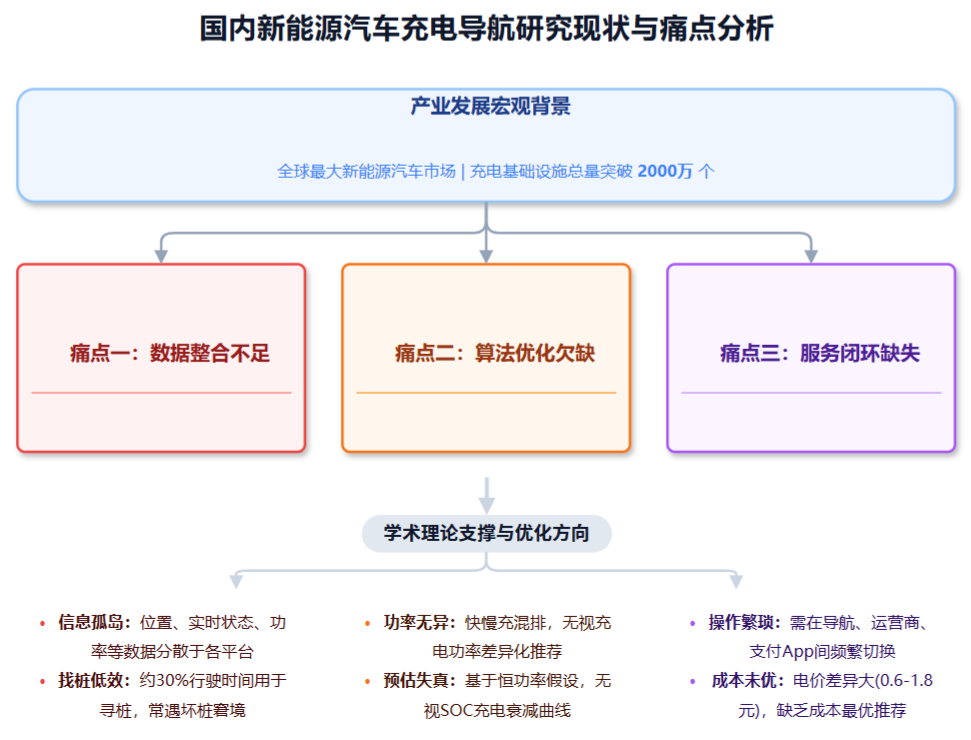 国内新能源汽车充电导航研究现状与痛点分析
产业发展宏观背景
全球最大新能源汽车市场 | 充电基础设施总量突破 2000万 个
痛点一：数据整合不足
痛点二：算法优化欠缺
痛点三：服务闭环缺失
学术理论支撑与优化方向
• 信息孤岛：位置、实时状态、功
率等数据分散于各平台
• 找桩低效：约30%行驶时间用于
寻桩，常遇坏桩窘境
• 功率无异：快慢充混排，无视充
电功率差异化推荐
• 预估失真：基于恒功率假设，无
视SOC充电衰减曲线
• 操作繁琐：需在导航、运营商、
支付App间频繁切换
• 成本未优：电价差异大(0.6-1.8
元)，缺乏成本最优推荐